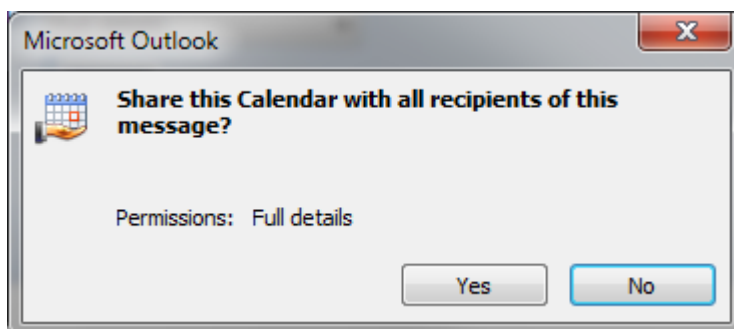 Microsoft Outlook
Share this Calendar with all recipients of this
message?
Permissions: Full details
Yes No